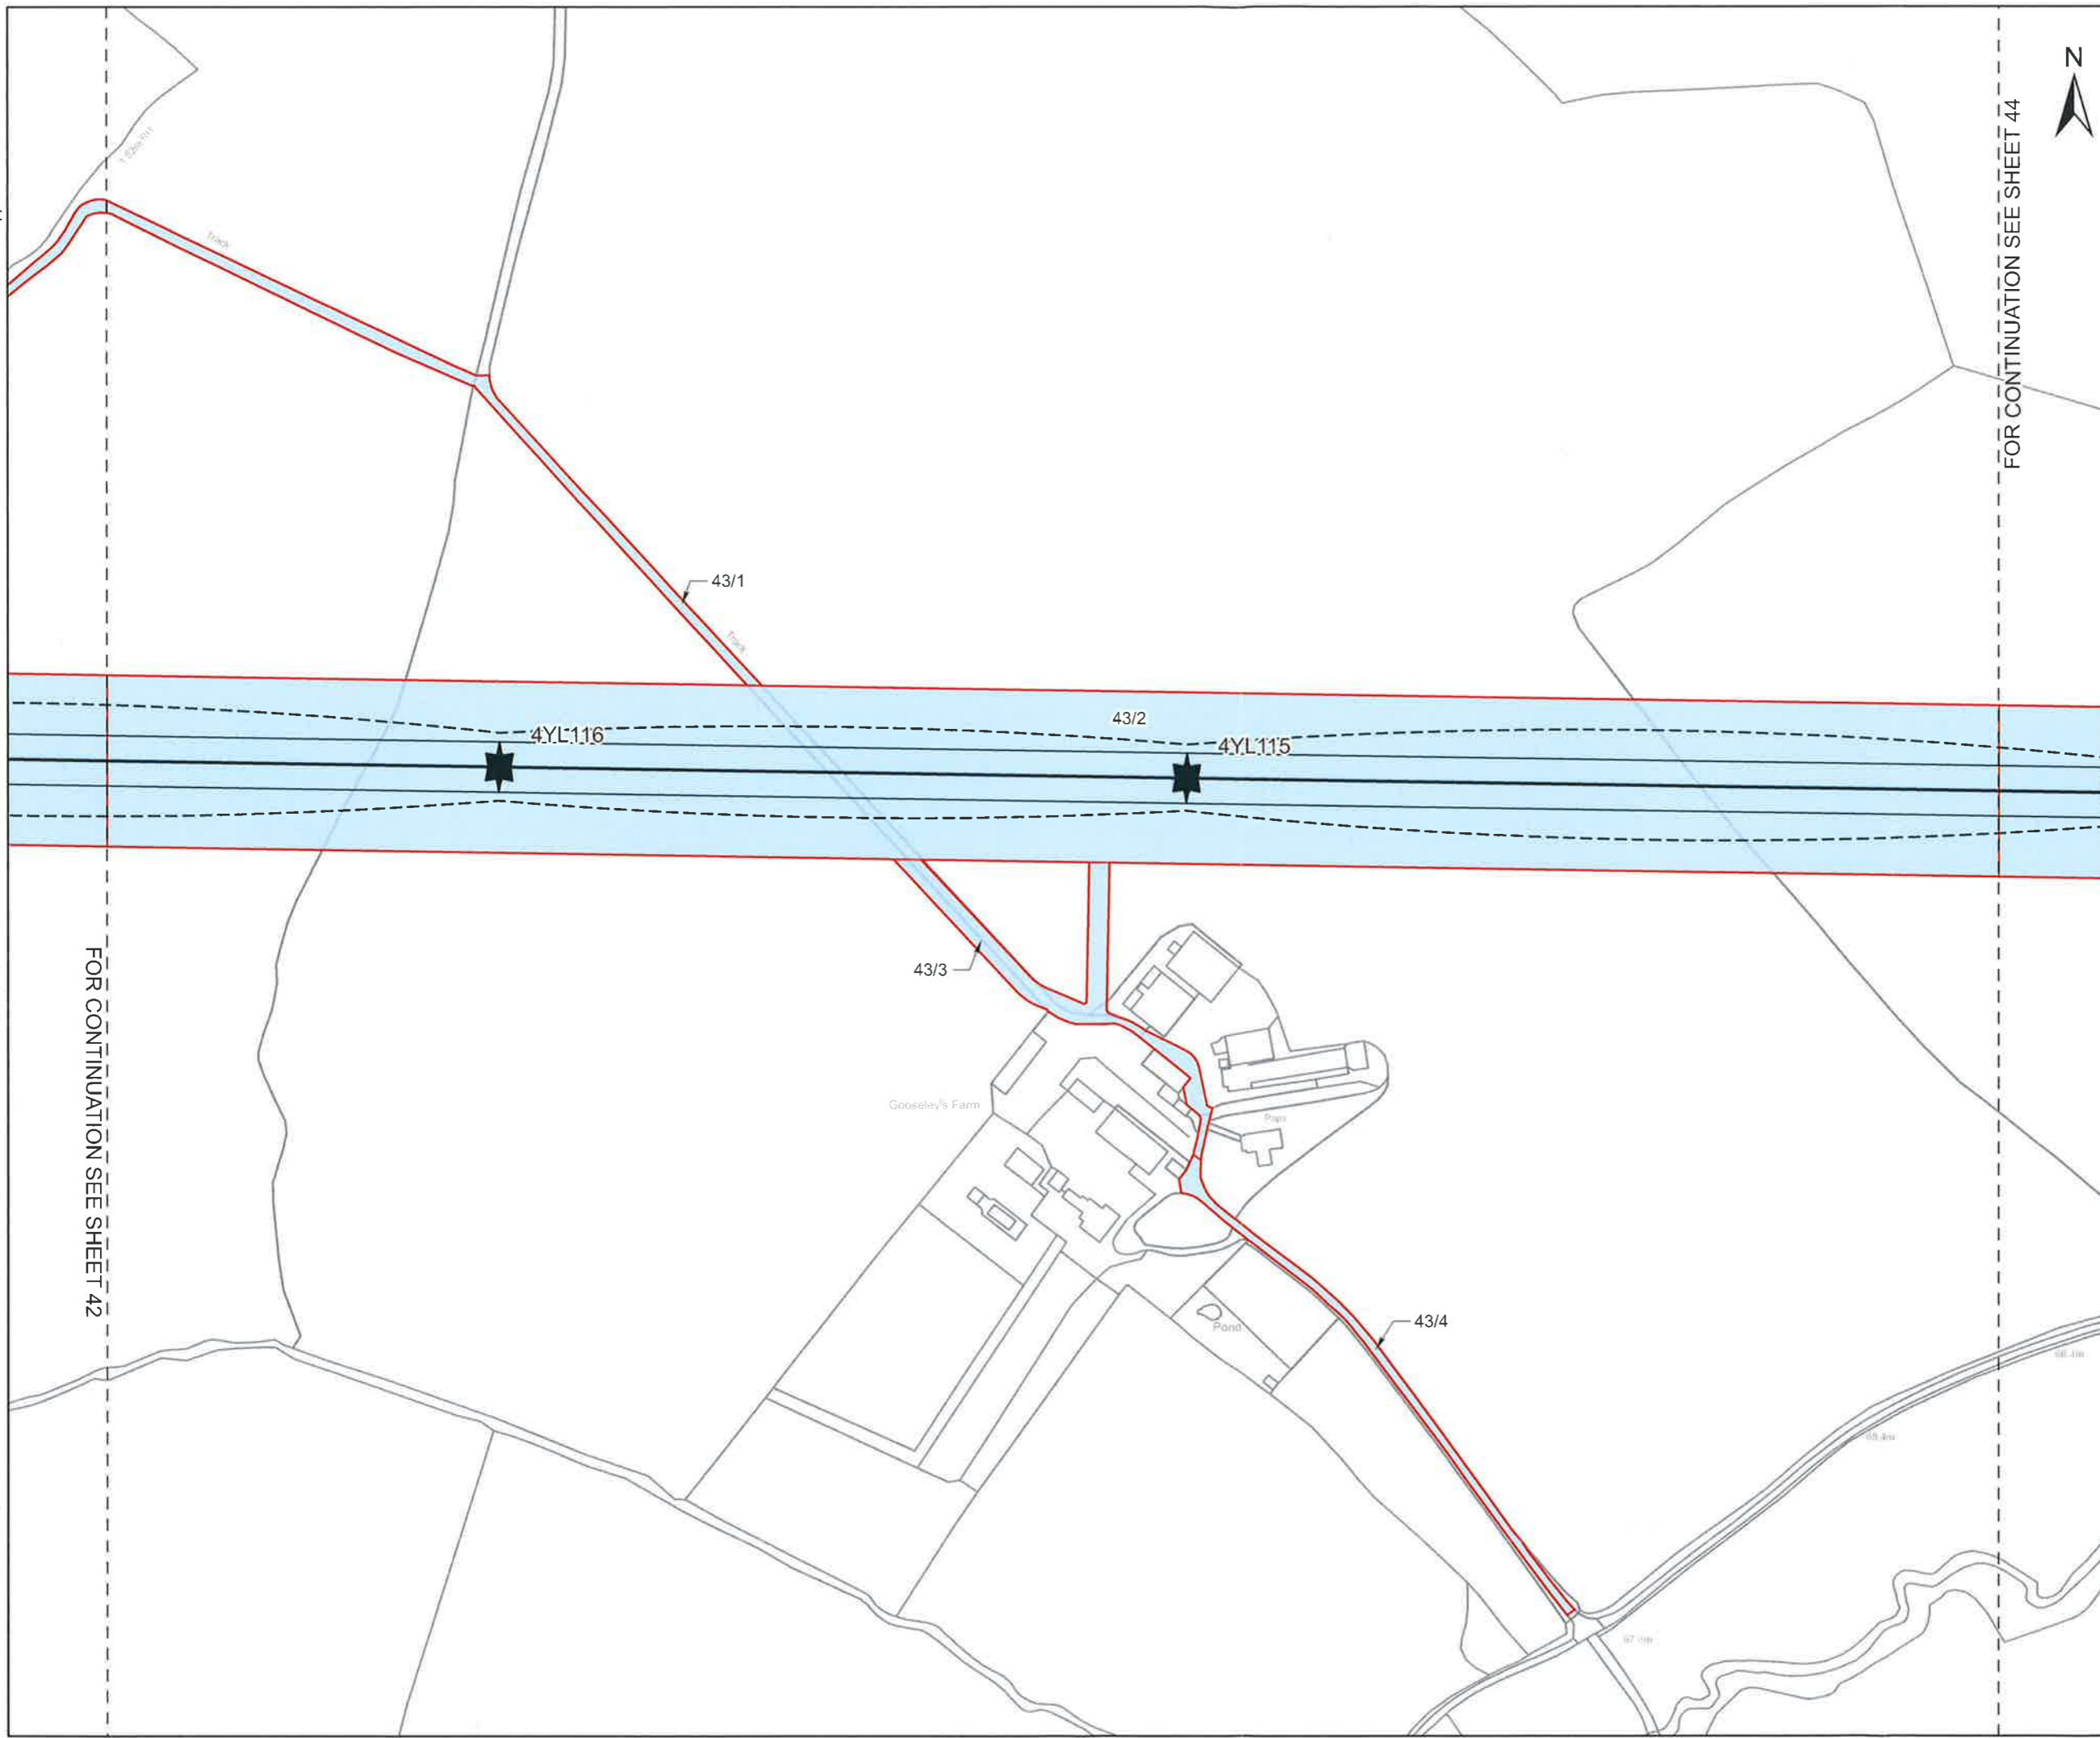 N
FOR CONTINUATION SEE SHEET 44
Track
43/1
Track
43/2
4YL116
4YL115
43/3
FOR CONTINUATION SEE SHEET 42
Gooseley's Farm
43/4
Pond